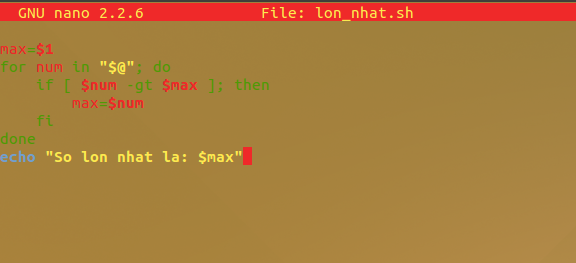 GNU nano 2.2.6 File: lon_nhat.sh
max=$1
for num in "$@"; do
    if [ $num -gt $max ]; then
        max=$num
    fi
done
echo "So lon nhat la: $max"